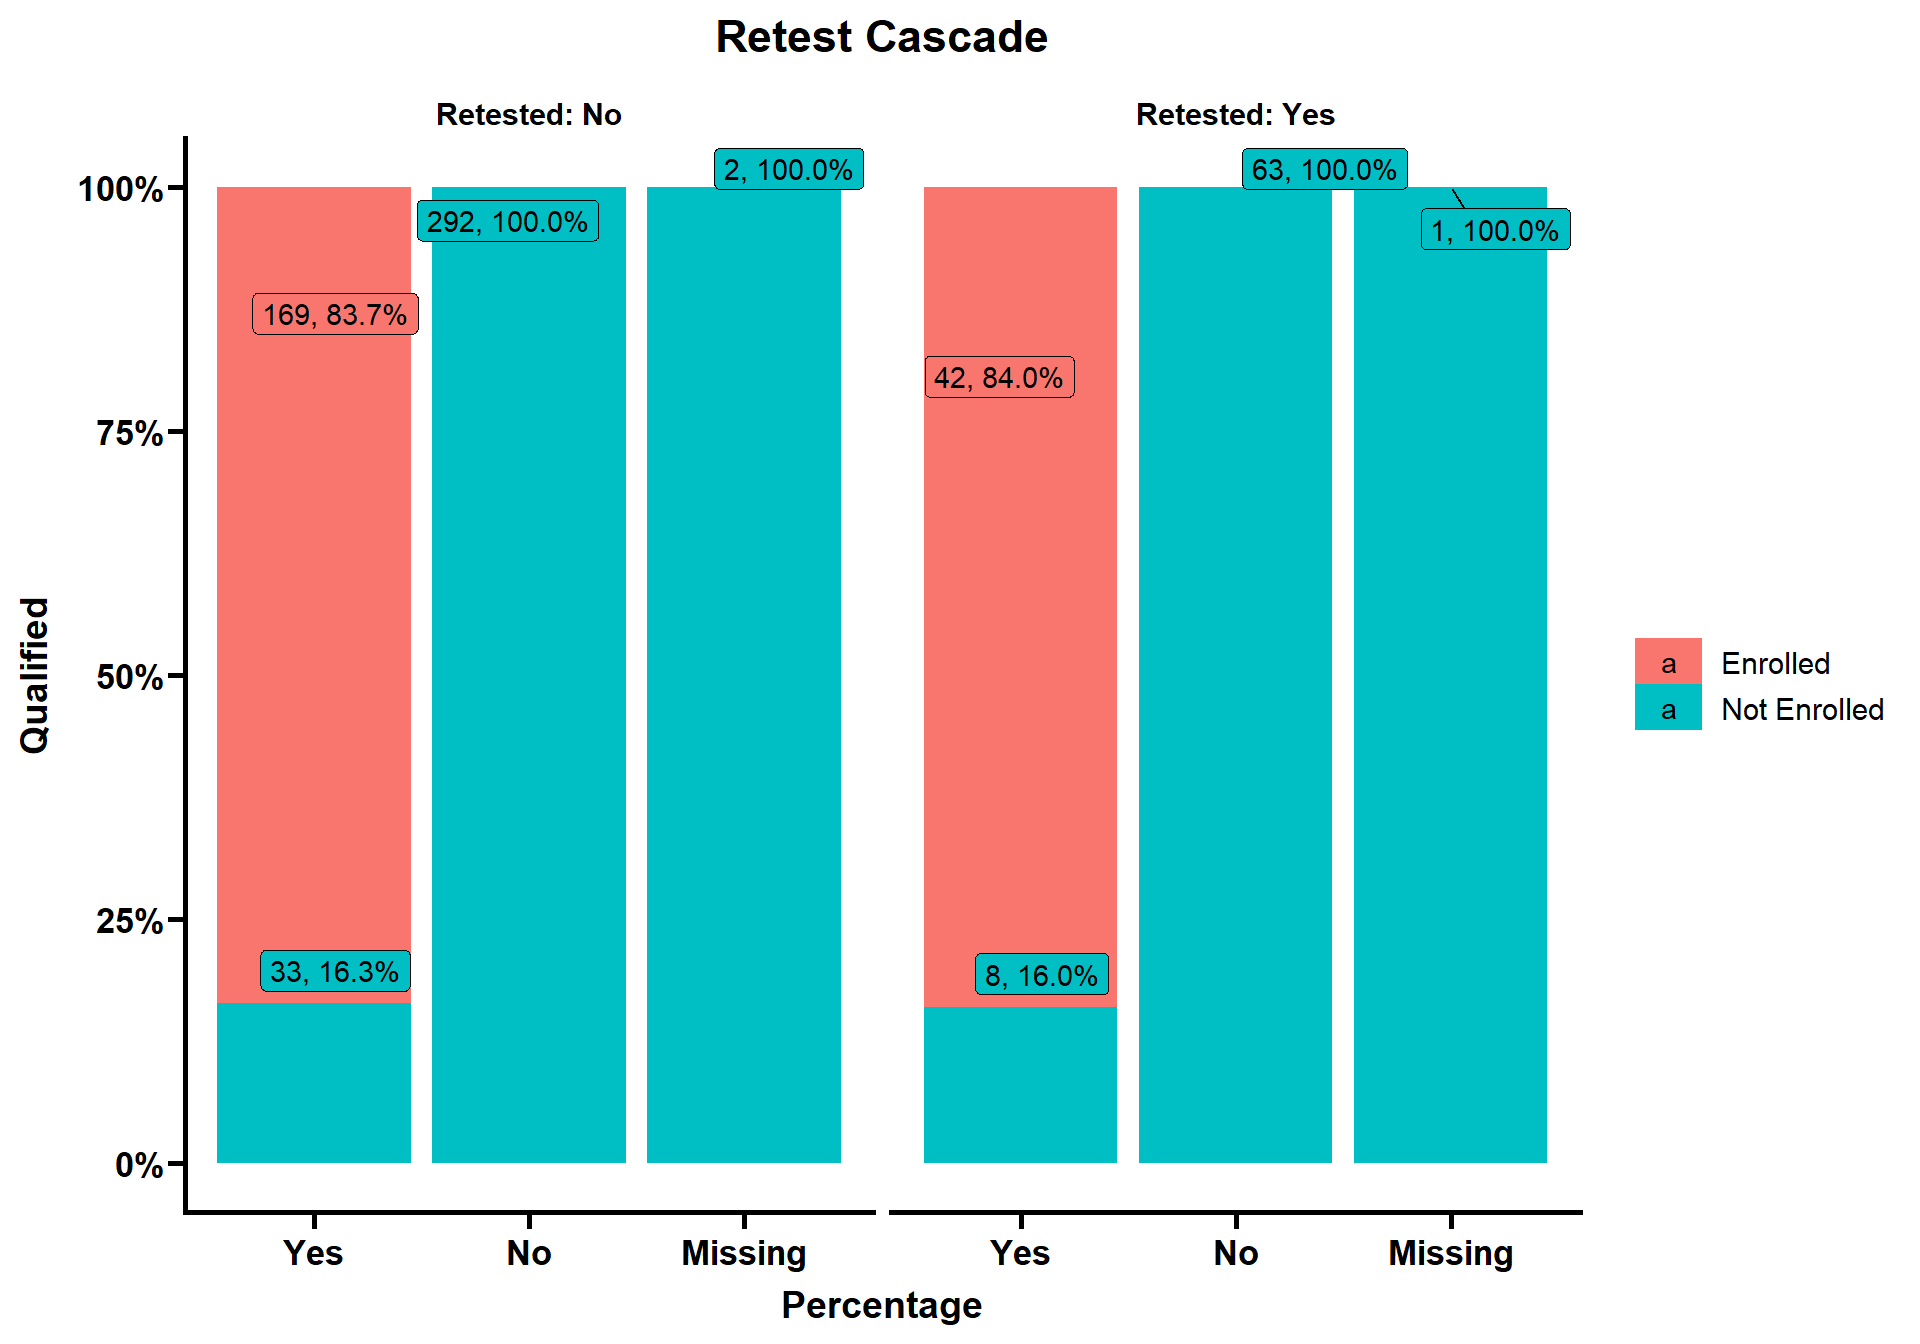 Retest Cascade
Retested: No
Retested: Yes
100%
75%
50%
25%
0%
Qualified
2, 100.0%
292, 100.0%
169, 83.7%
33, 16.3%
63, 100.0%
1, 100.0%
42, 84.0%
8, 16.0%
a Enrolled
a Not Enrolled
Yes No Missing
Yes No Missing
Percentage